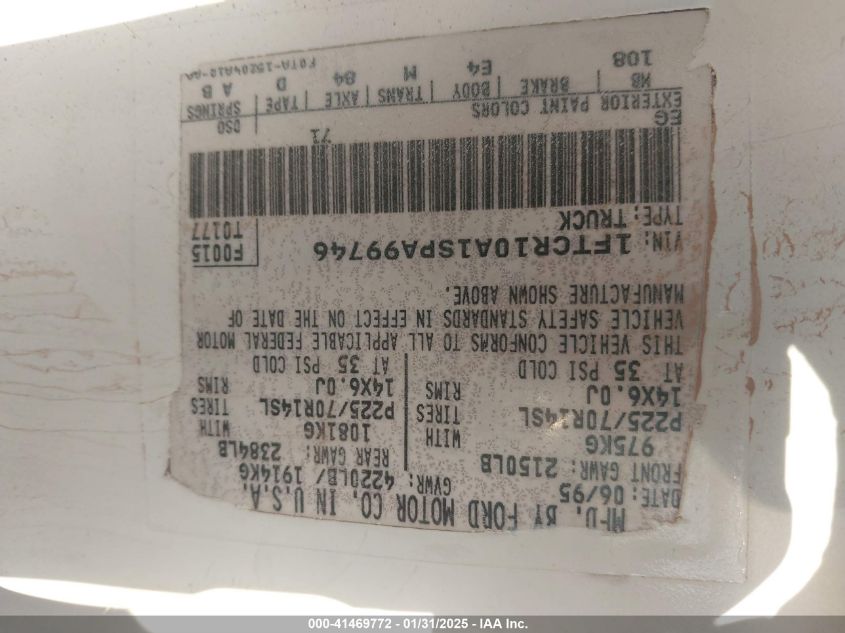 MFD. BY FORD MOTOR CO. IN U.S.A.
DATE: 06/95 GVWR: 4220LB/ 1914KG
FRONT GAWR: 2150LB REAR GAWR: 2384LB
975KG WITH 1081KG WITH
P225/70R14SL TIRES P225/70R14SL TIRES
14X6.0J RIMS 14X6.0J RIMS
AT 35 PSI COLD AT 35 PSI COLD
THIS VEHICLE CONFORMS TO ALL APPLICABLE FEDERAL MOTOR
VEHICLE SAFETY STANDARDS IN EFFECT ON THE DATE OF
MANUFACTURE SHOWN ABOVE.
VIN: 1FTCR10A1SPA99746 F0015
TYPE: TRUCK T0177
71
EG DSO
EXTERIOR PAINT COLORS
WB | BRAKE | BODY | TRANS | AXLE | TAPE | SPRINGS
108 E4 M 84 D A B
000-41469772 - 01/31/2025 - IAA Inc.